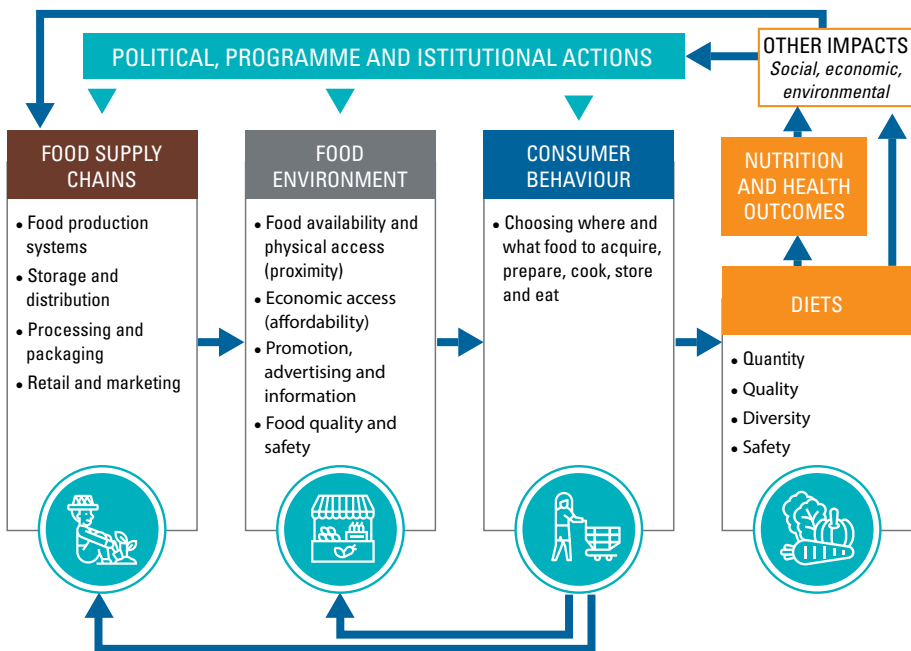 POLITICAL, PROGRAMME AND ISTITUTIONAL ACTIONS
OTHER IMPACTS
Social, economic,
environmental
FOOD SUPPLY
CHAINS
• Food production
systems
• Storage and
distribution
• Processing and
packaging
• Retail and marketing
FOOD
ENVIRONMENT
• Food availability and
physical access
(proximity)
• Economic access
(affordability)
• Promotion,
advertising and
information
• Food quality and
safety
CONSUMER
BEHAVIOUR
• Choosing where and
what food to acquire,
prepare, cook, store
and eat
NUTRITION
AND HEALTH
OUTCOMES
DIETS
• Quantity
• Quality
• Diversity
• Safety